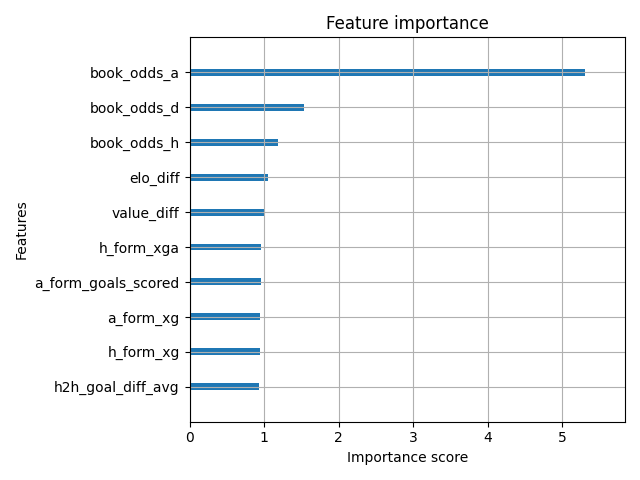 Feature importance
book_odds_a
book_odds_d
book_odds_h
elo_diff
value_diff
h_form_xga
a_form_goals_scored
a_form_xg
h_form_xg
h2h_goal_diff_avg
Features
0 1 2 3 4 5
Importance score